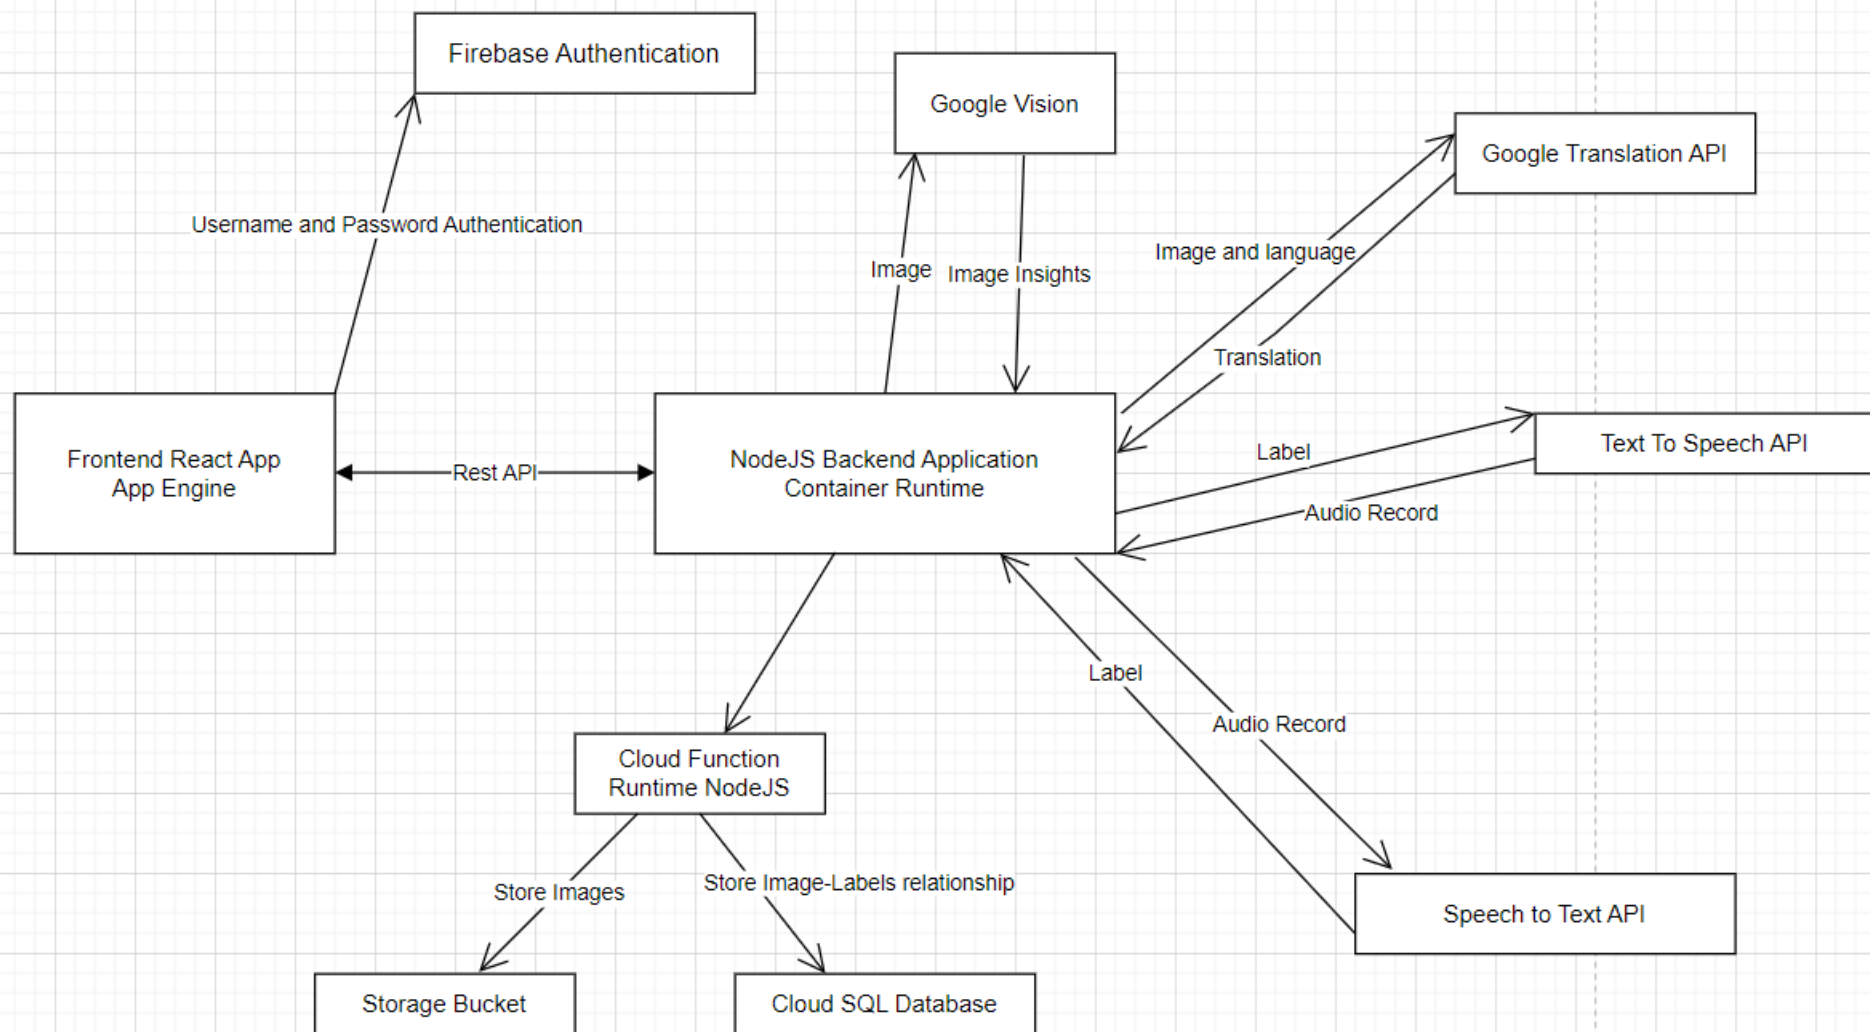 Firebase Authentication
Google Vision
Google Translation API
Username and Password Authentication
Image
Image Insights
Image and language
Translation
Frontend React App
App Engine
Rest API
NodeJS Backend Application
Container Runtime
Label
Text To Speech API
Audio Record
Label
Audio Record
Cloud Function
Runtime NodeJS
Store Images
Store Image-Labels relationship
Speech to Text API
Storage Bucket
Cloud SQL Database